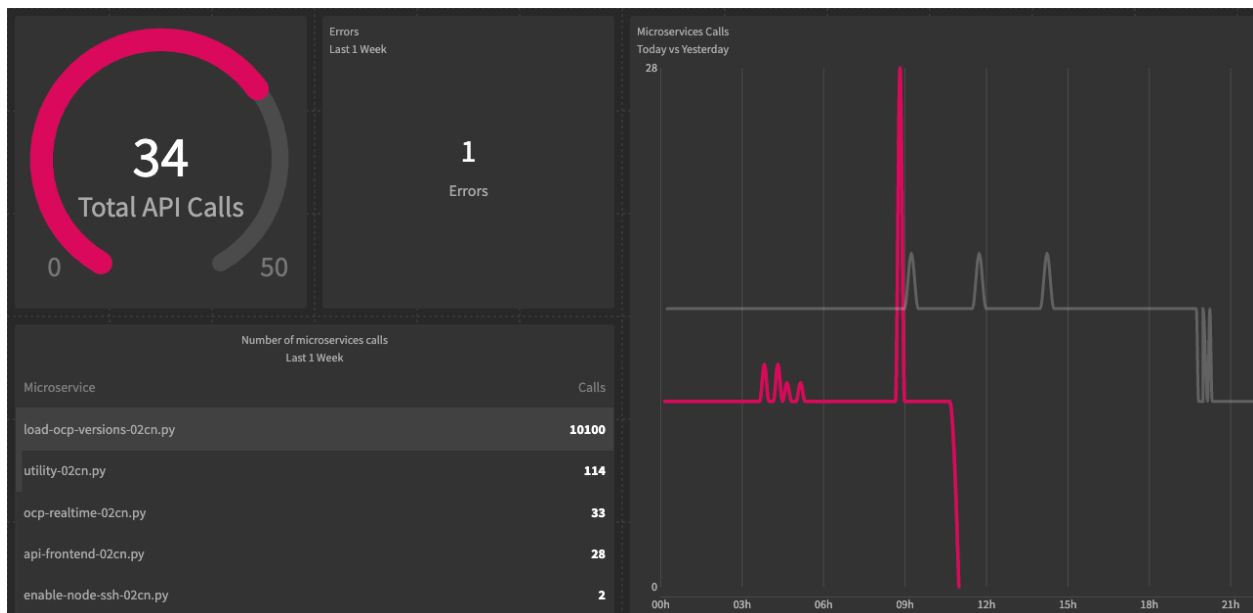 34
Total API Calls
0
50
Errors
Last 1 Week
1
Errors
Number of microservices calls
Last 1 Week
Microservice Calls
load-ocp-versions-02cn.py 10100
utility-02cn.py 114
ocp-realtime-02cn.py 33
api-frontend-02cn.py 28
enable-node-ssh-02cn.py 2
Microservices Calls
Today vs Yesterday
28
0
00h 03h 06h 09h 12h 15h 18h 21h